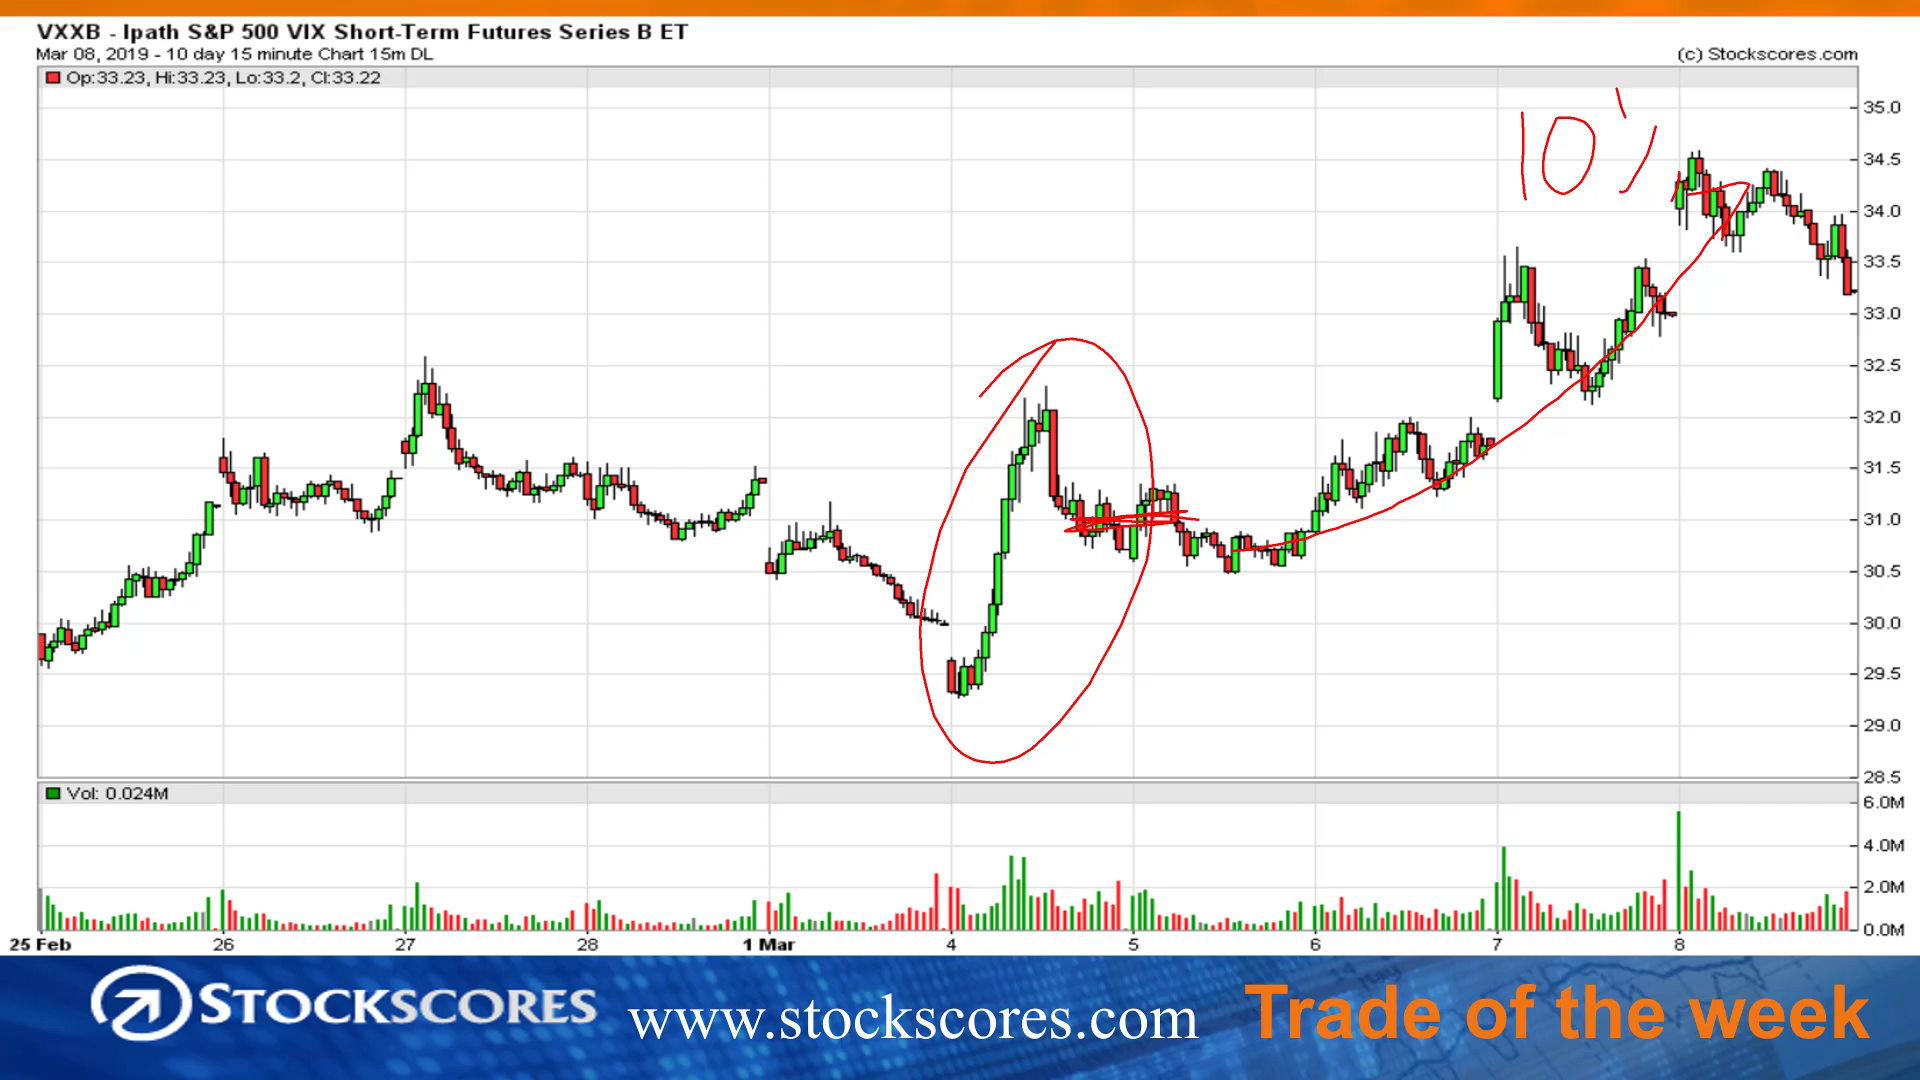 VXXB - Ipath S&P 500 VIX Short-Term Futures Series B ET
Mar 08, 2019 - 10 day 15 minute Chart 15m DL
(c) Stockscores.com
Op:33.23, Hi:33.23, Lo:33.2, Cl:33.22
35.0
10%
34.5
34.0
33.5
33.0
32.5
32.0
31.5
31.0
30.5
30.0
29.5
29.0
28.5
Vol: 0.024M
6.0M
4.0M
2.0M
0.0M
25 Feb 26 27 28 1 Mar 4 5 6 7 8
STOCKSCORES www.stockscores.com Trade of the week